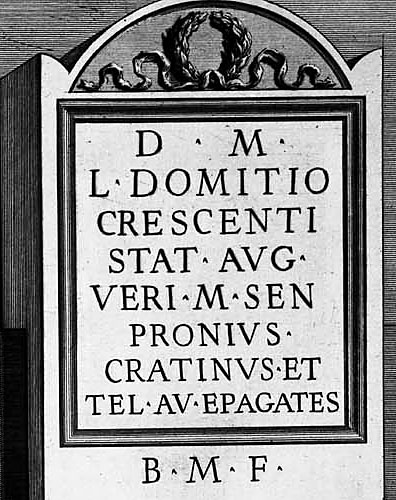 D · M ·
L · DOMITIO
CRESCENTI
STAT · AVG ·
VERI · M · SEN
PRONIVS ·
CRATINVS · ET
TEL · AV · EPAGATES
B · M · F ·